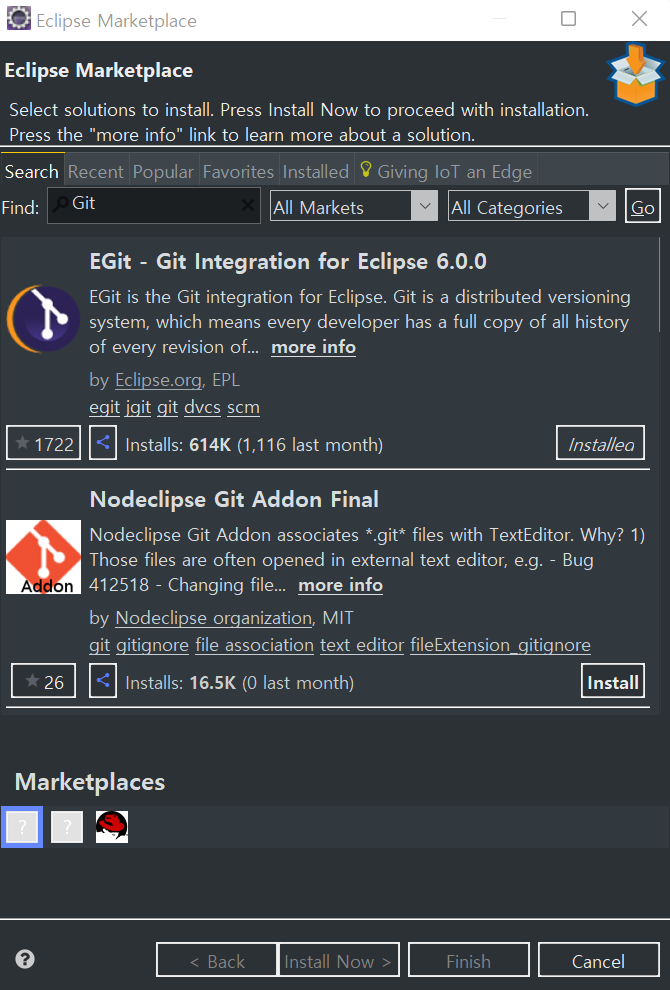 Eclipse Marketplace
Eclipse Marketplace
Select solutions to install. Press Install Now to proceed with installation.
Press the "more info" link to learn more about a solution.
Search Recent Popular Favorites Installed Giving IoT an Edge
Find: Git All Markets All Categories Go
EGit - Git Integration for Eclipse 6.0.0
EGit is the Git integration for Eclipse. Git is a distributed versioning
system, which means every developer has a full copy of all history
of every revision of... more info
by Eclipse.org, EPL
egit jgit git dvcs scm
1722 Installs: 614K (1,116 last month) Installed
Nodeclipse Git Addon Final
Nodeclipse Git Addon associates *.git* files with TextEditor. Why? 1)
Those files are often opened in external text editor, e.g. - Bug
Addon 412518 - Changing file... more info
by Nodeclipse organization, MIT
git gitignore file association text editor fileExtension_gitignore
26 Installs: 16.5K (0 last month) Install
Marketplaces
? ?
? < Back Install Now > Finish Cancel